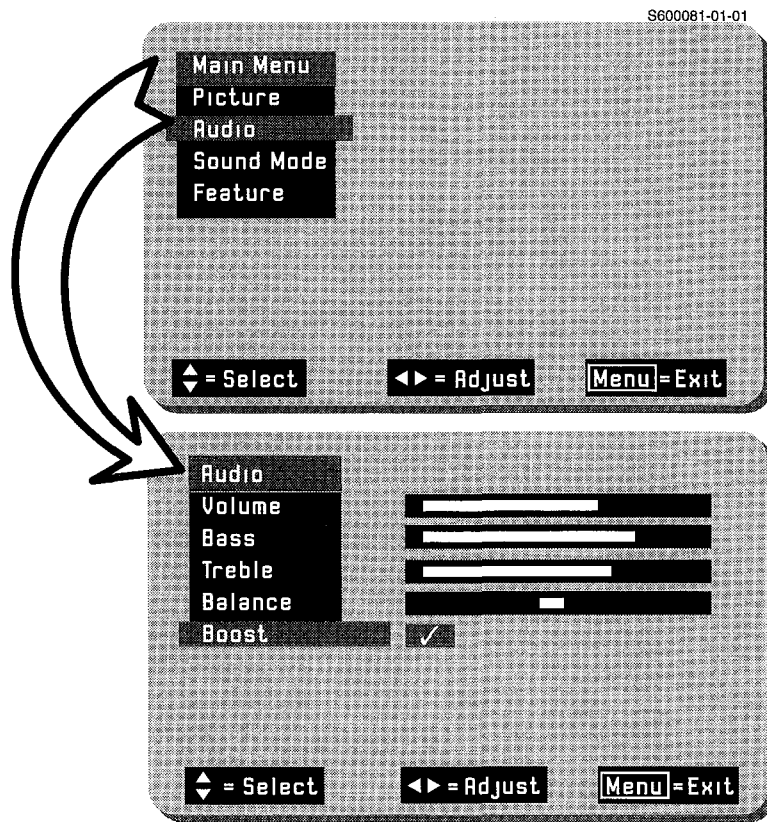 S600081-01-01
Main Menu
Picture
Audio
Sound Mode
Feature
= Select
= Adjust
Menu = Exit
Audio
Volume
Bass
Treble
Balance
Boost ✓
= Select
= Adjust
Menu = Exit